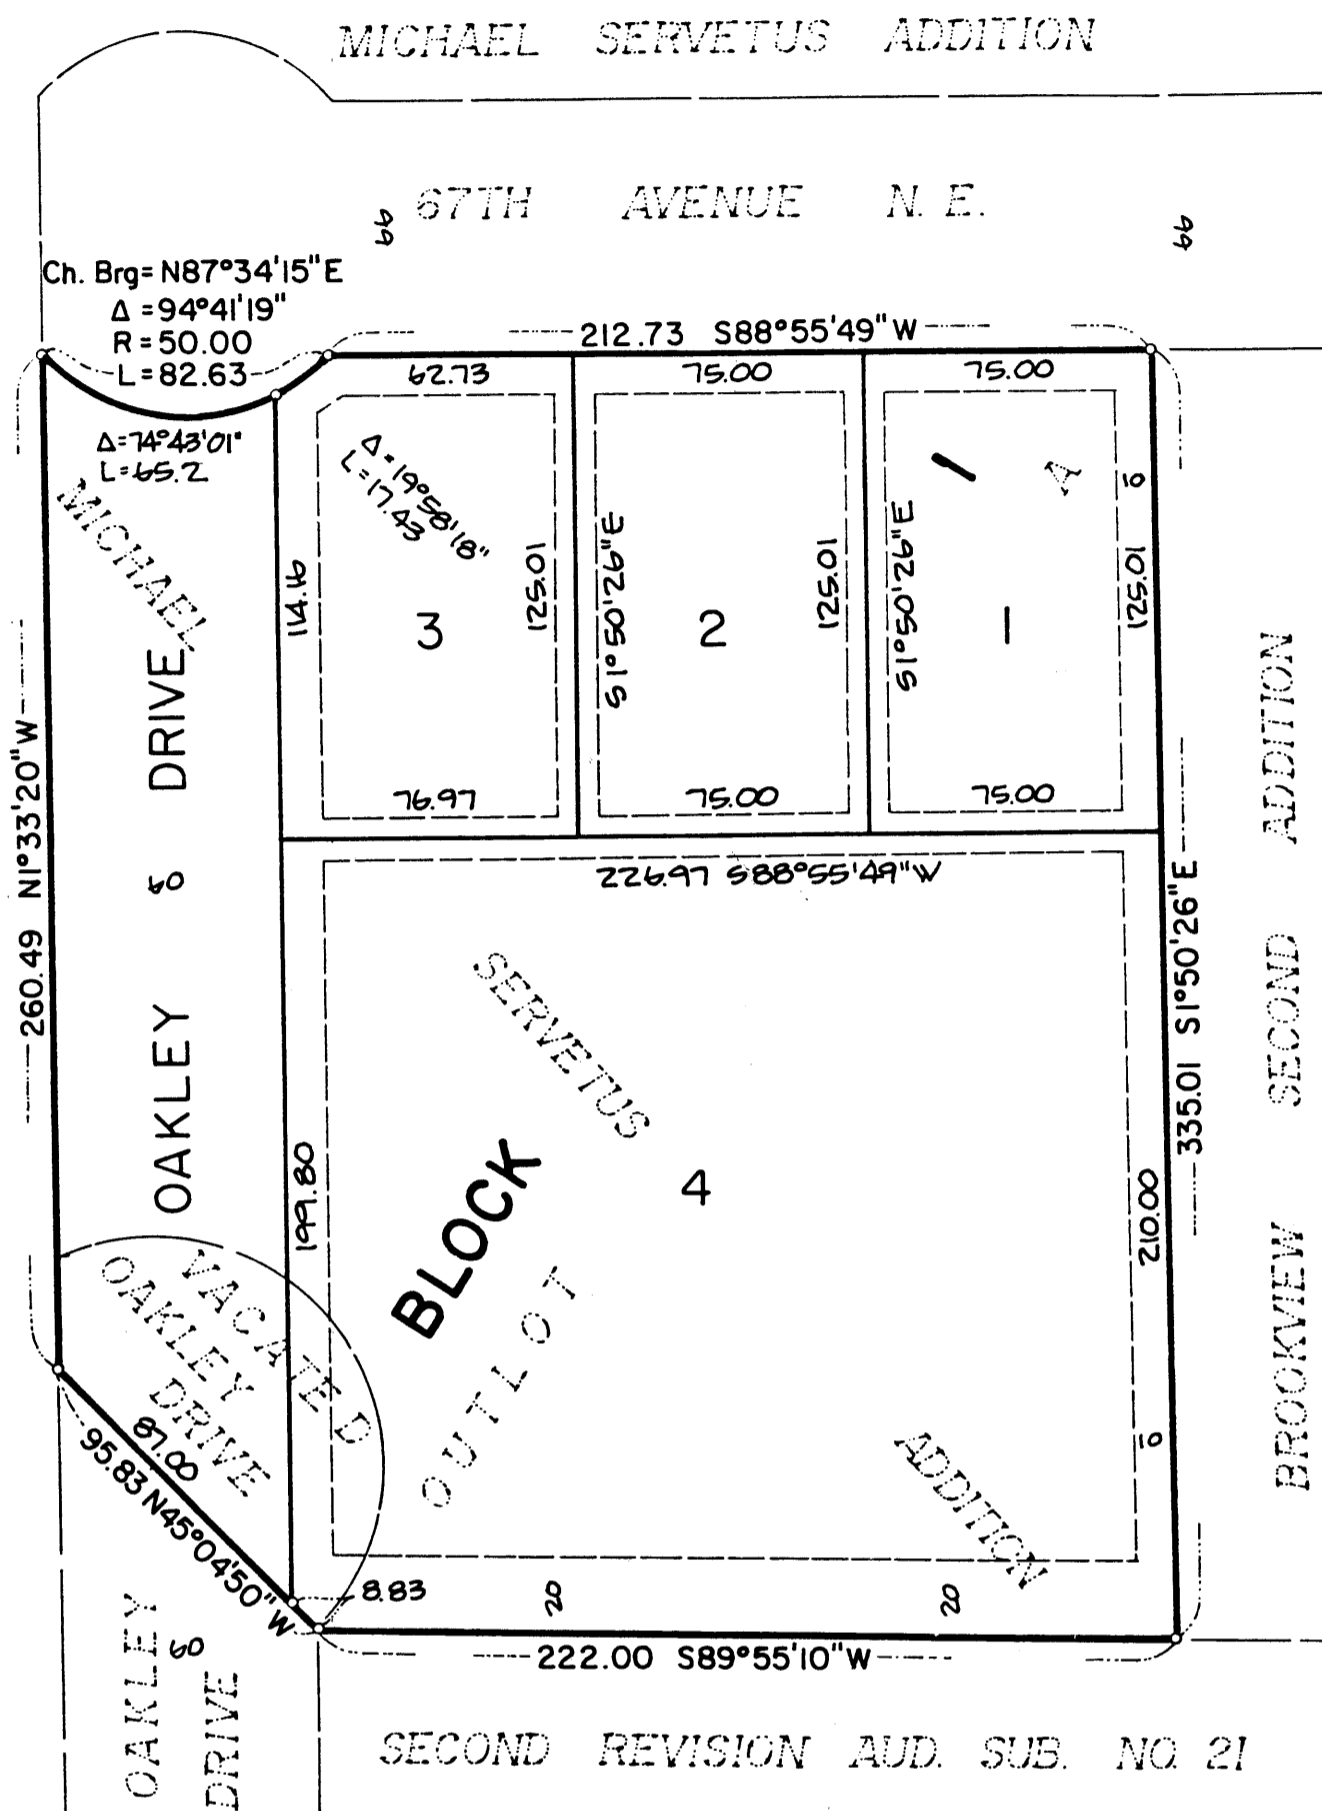 MICHAEL SERVETUS ADDITION
67TH AVENUE N. E.
66
66
Ch. Brg= N87°34'15"E
Δ =94°41'19"
R=50.00
L=82.63
212.73 S88°55'49"W
62.73
75.00
75.00
Δ=74°43'01"
L=65.2
Δ=19°58'18"
L=17.43
MICHAEL
114.16
125.01
S1°50'26"E
125.01
S1°50'26"E
125.01
10
1
A
3
2
1
76.97
75.00
75.00
226.97 S88°55'49"W
260.49 N1°33'20"W
OAKLEY DRIVE
60
SERVETUS
BLOCK
4
OUTLOT
199.80
210.00
335.01 S1°50'26"E
BROOKVIEW SECOND ADDITION
VACATED
OAKLEY
DRIVE
87.00
95.83 N45°04'50"W
8.83
20
20
10
ADDITION
222.00 S89°55'10"W
OAKLEY
60
DRIVE
SECOND REVISION AUD. SUB. NO. 21